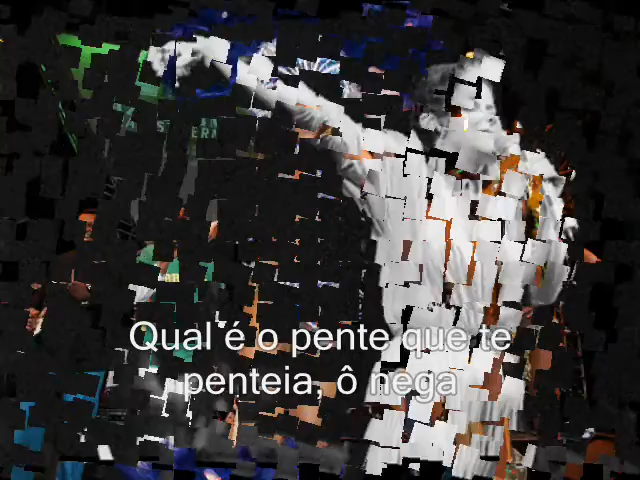 Qual é o pente que te
penteia, ô nega